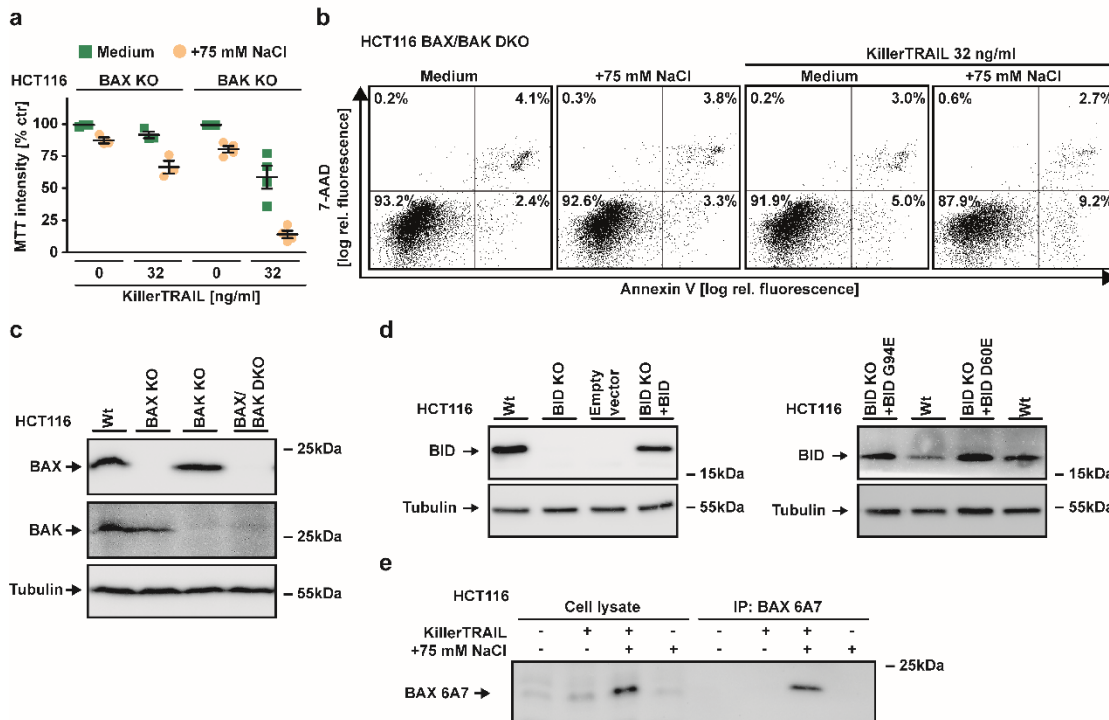 a
Medium +75 mM NaCl
HCT116 BAX KO BAK KO
MTT intensity [% ctr]
100
75
50
25
0
0 32 0 32
KillerTRAIL [ng/ml]
b
HCT116 BAX/BAK DKO
KillerTRAIL 32 ng/ml
Medium +75 mM NaCl Medium +75 mM NaCl
0.2% 4.1% 0.3% 3.8% 0.2% 3.0% 0.6% 2.7%
93.2% 2.4% 92.6% 3.3% 91.9% 5.0% 87.9% 9.2%
7-AAD
[log rel. fluorescence]
Annexin V [log rel. fluorescence]
c
HCT116 Wt BAX KO BAK KO BAX/
BAK DKO
BAX – 25kDa
BAK – 25kDa
Tubulin – 55kDa
d
HCT116 Wt BID KO Empty
vector BID KO
+BID
BID – 15kDa
Tubulin – 55kDa
HCT116 BID KO
+BID G94E Wt BID KO
+BID D60E Wt
BID – 15kDa
Tubulin – 55kDa
e
HCT116
Cell lysate IP: BAX 6A7
KillerTRAIL - + + - - + + -
+75 mM NaCl - - + + - - + +
– 25kDa
BAX 6A7